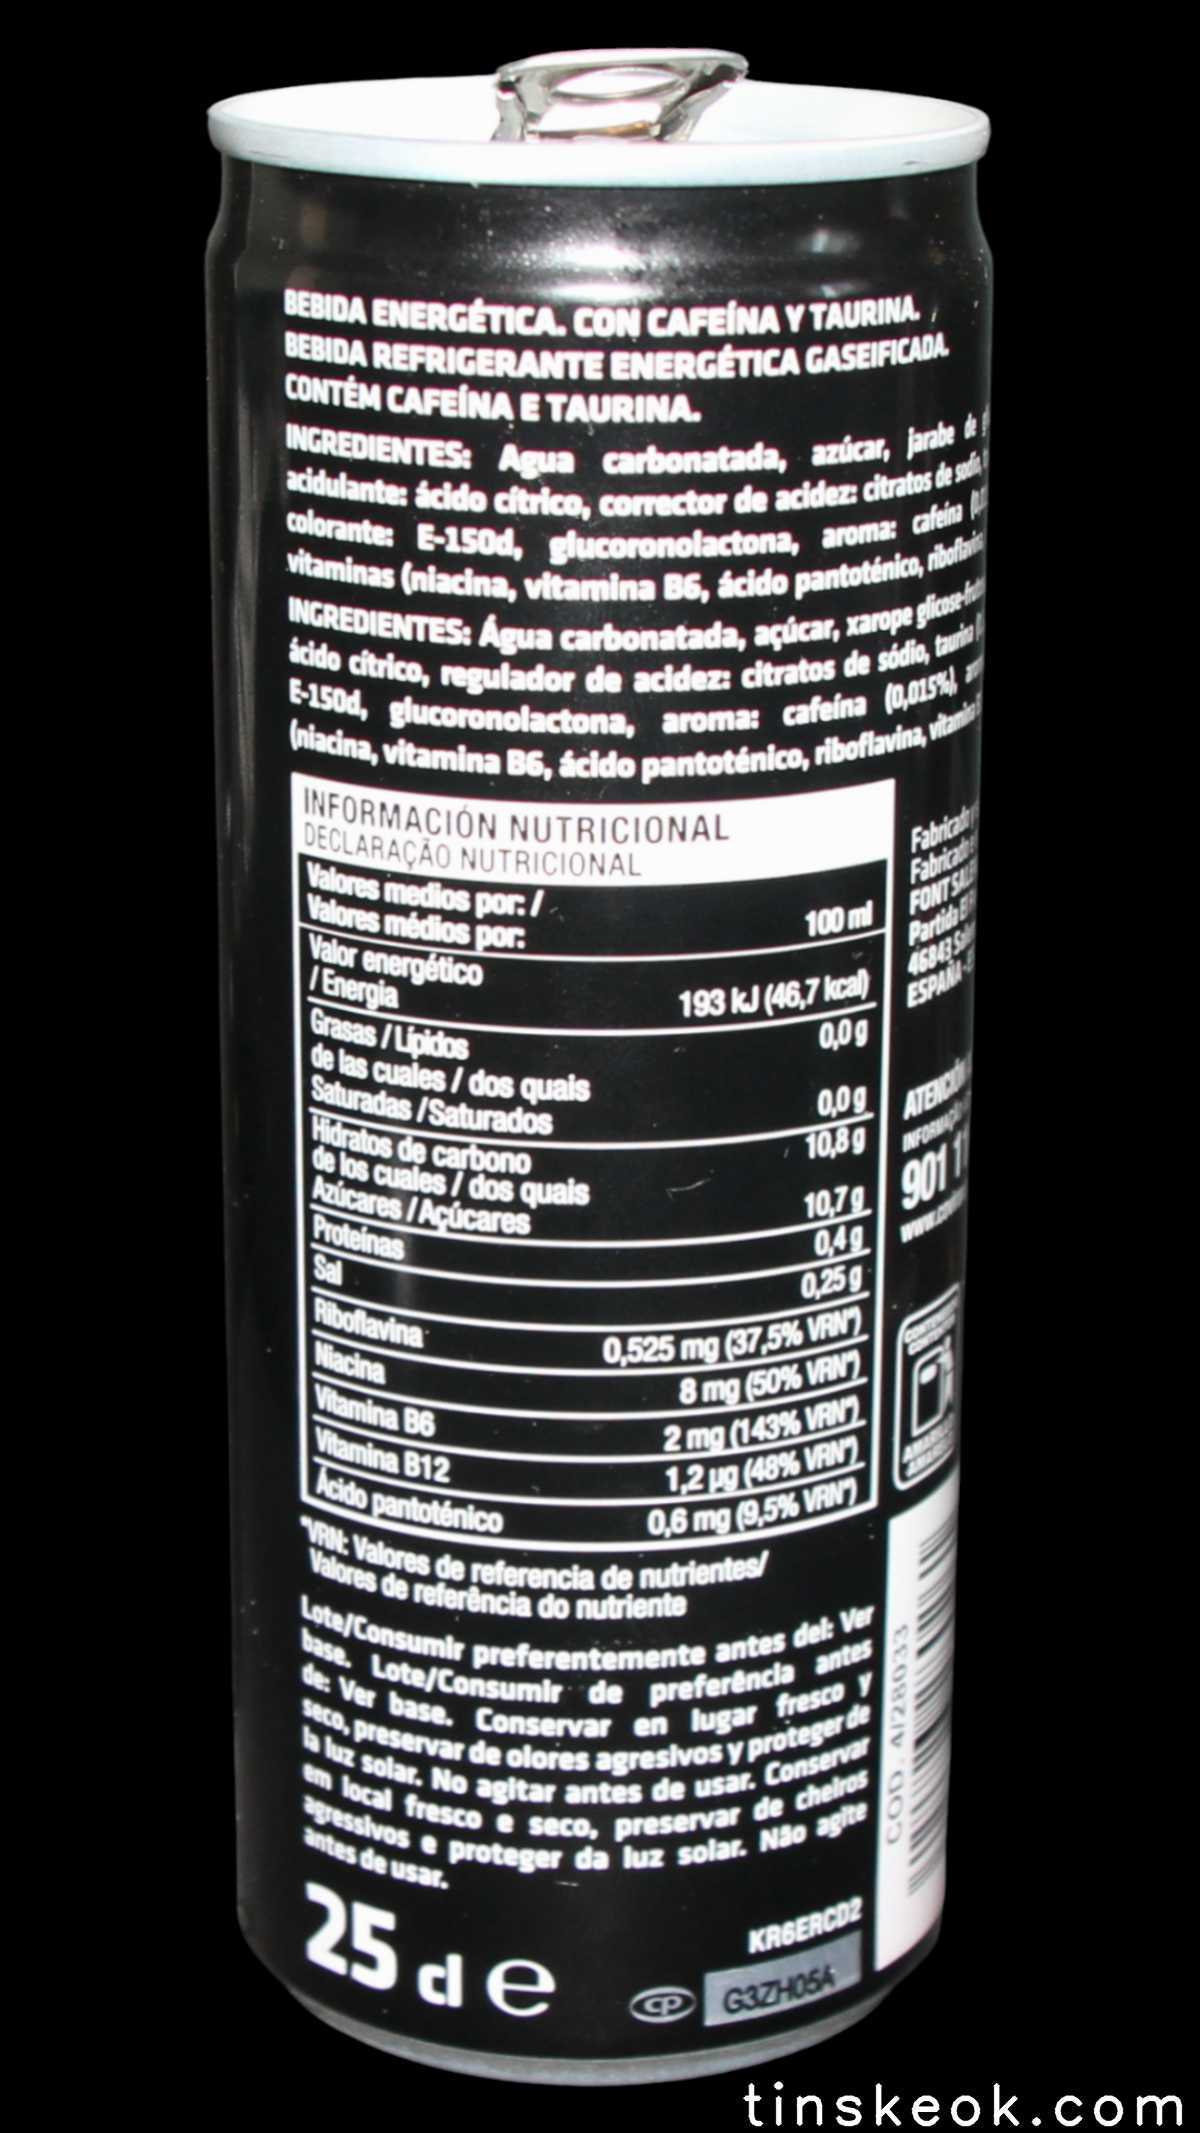 BEBIDA ENERGÉTICA. CON CAFEÍNA Y TAURINA.
BEBIDA REFRIGERANTE ENERGÉTICA GASEIFICADA.
CONTÉM CAFEÍNA E TAURINA.
INGREDIENTES: Agua carbonatada, azúcar, jarabe de
acidulante: ácido cítrico, corrector de acidez: citratos de sodio,
colorante: E-150d, glucoronolactona, aroma: cafeína
vitaminas (niacina, vitamina B6, ácido pantoténico, riboflavina
INGREDIENTES: Água carbonatada, açúcar, xarope glicose-
ácido cítrico, regulador de acidez: citratos de sódio, taurina
E-150d, glucoronolactona, aroma: cafeína (0,015%),
(niacina, vitamina B6, ácido pantoténico, riboflavina, vitamina
INFORMACIÓN NUTRICIONAL
DECLARAÇÃO NUTRICIONAL
Valores medios por: /
Valores médios por: 100 ml
Valor energético
/ Energia 193 kJ (46,7 kcal)
Grasas / Lípidos 0,0 g
de las cuales / dos quais
Saturadas / Saturados 0,0 g
Hidratos de carbono 10,8 g
de los cuales / dos quais
Azúcares / Açúcares 10,7 g
Proteínas 0,4 g
Sal 0,25 g
Riboflavina 0,525 mg (37,5% VRN*)
Niacina 8 mg (50% VRN*)
Vitamina B6 2 mg (143% VRN*)
Vitamina B12 1,2 µg (48% VRN*)
Ácido pantoténico 0,6 mg (9,5% VRN*)
*VRN: Valores de referencia de nutrientes/
Valores de referência do nutriente
Lote/Consumir preferentemente antes del: Ver
base. Lote/Consumir de preferência antes
de: Ver base. Conservar en lugar fresco y
seco, preservar de olores agresivos y proteger de
la luz solar. No agitar antes de usar. Conservar
em local fresco e seco, preservar de cheiros
agressivos e proteger da luz solar. Não agite
antes de usar.
25 cl e
KR6ERCD2
CP G3ZH05A
Fabricado
Fabricado
FONT
Partida El
46843
ESPAÑA
ATENCIÓN
901 11
COD. 4/28033
tinskeok.com